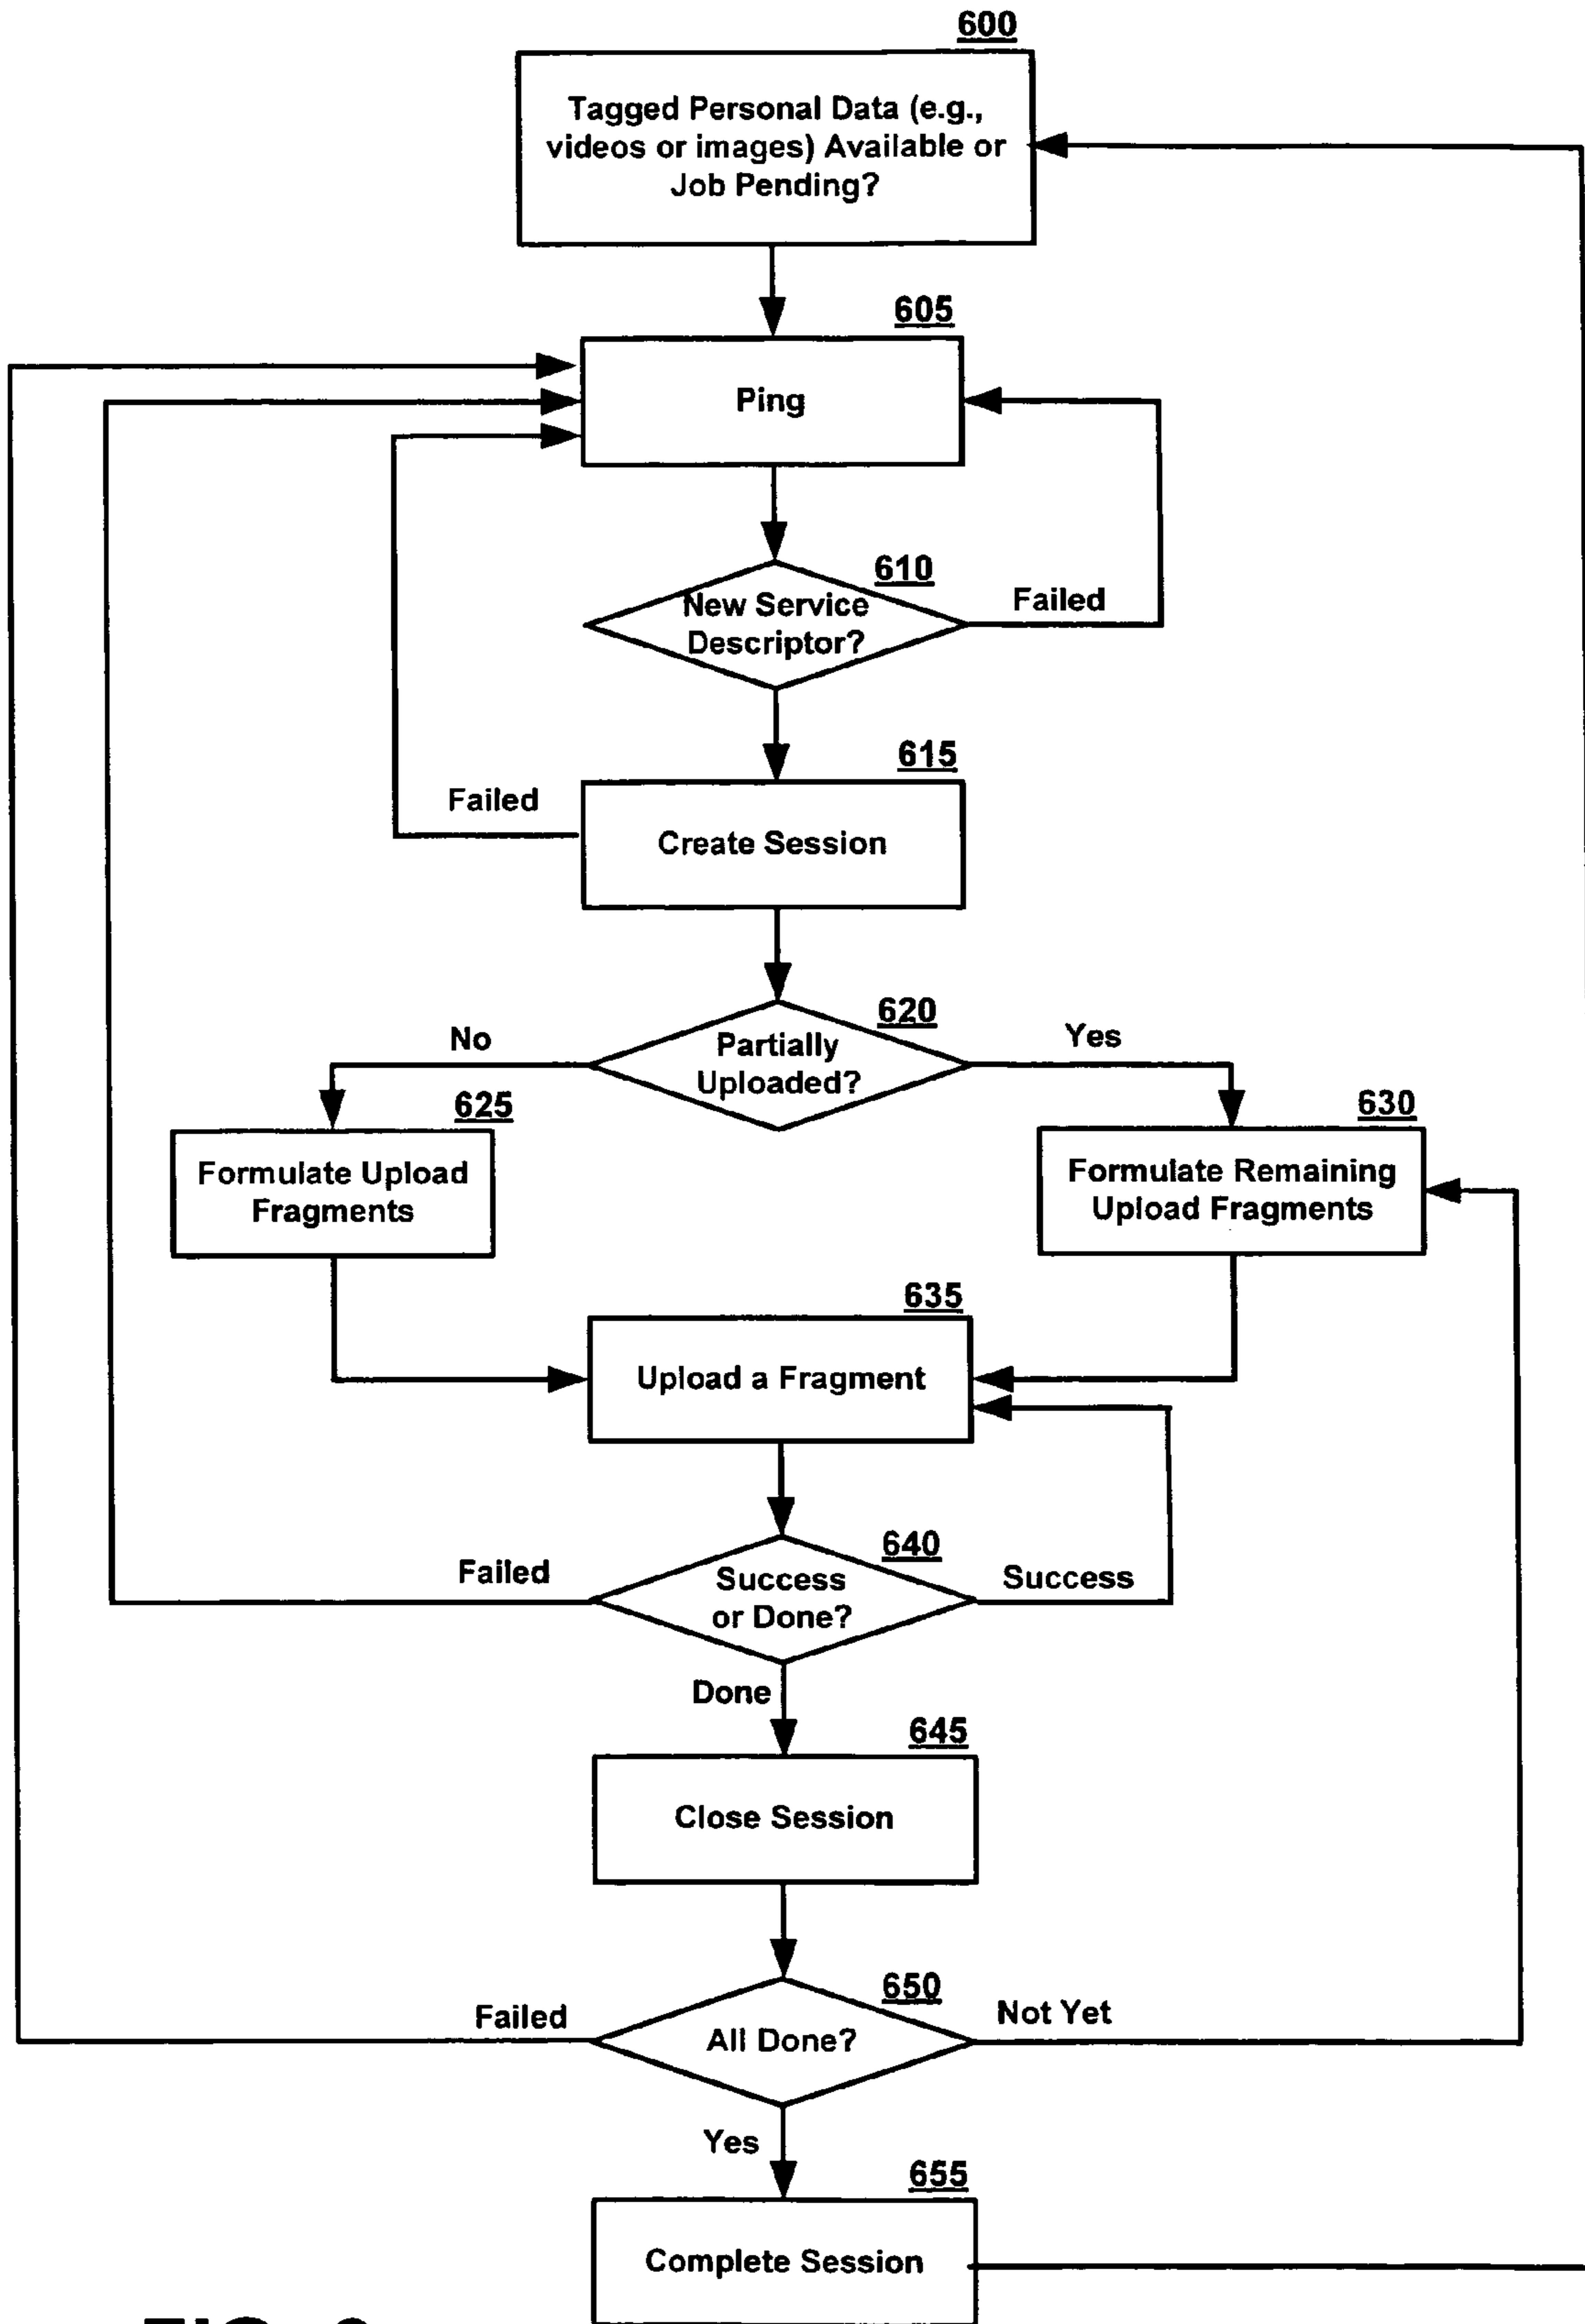 600
Tagged Personal Data (e.g.,
videos or images) Available or
Job Pending?
605
Ping
610
New Service
Descriptor?
Failed
615
Failed
Create Session
620
No
Partially
Uploaded?
Yes
625
630
Formulate Upload
Fragments
Formulate Remaining
Upload Fragments
635
Upload a Fragment
640
Failed
Success
or Done?
Success
Done
645
Close Session
650
Failed
All Done?
Not Yet
Yes
655
Complete Session